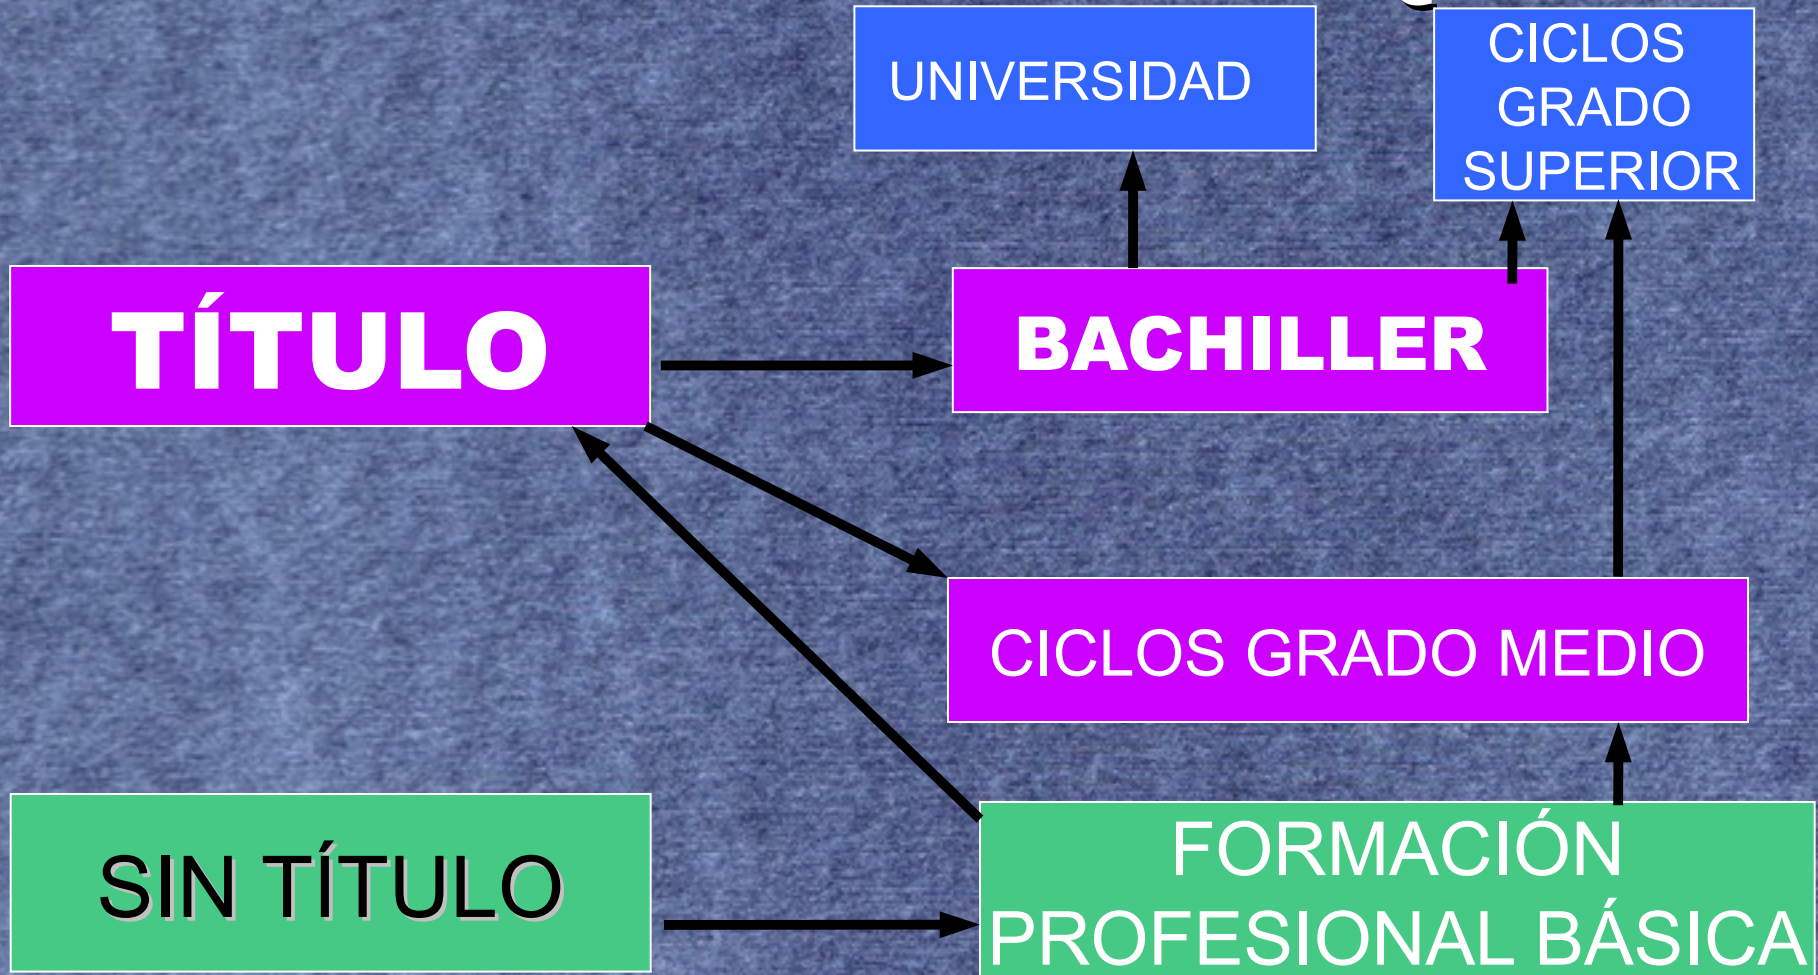 UNIVERSIDAD
CICLOS
GRADO
SUPERIOR
TÍTULO
BACHILLER
CICLOS GRADO MEDIO
SIN TÍTULO
FORMACIÓN
PROFESIONAL BÁSICA